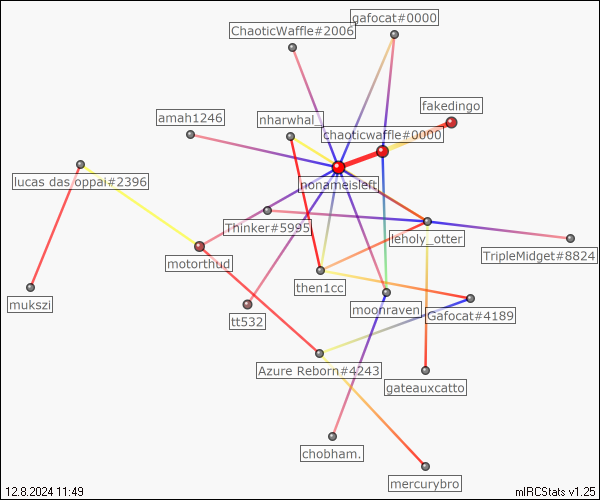 gafocat#0000
ChaoticWaffle#2006
fakedingo
amah1246
nharwhal_
chaoticwaffle#0000
lucas das oppai#2396
nonameisleft
Thinker#5995
leholy_otter
TripleMidget#8824
motorthud
mukszi
then1cc
tt532
moonraven
Gafocat#4189
Azure Reborn#4243
gateauxcatto
chobham.
mercurybro
12.8.2024 11:49
mIRCStats v1.25